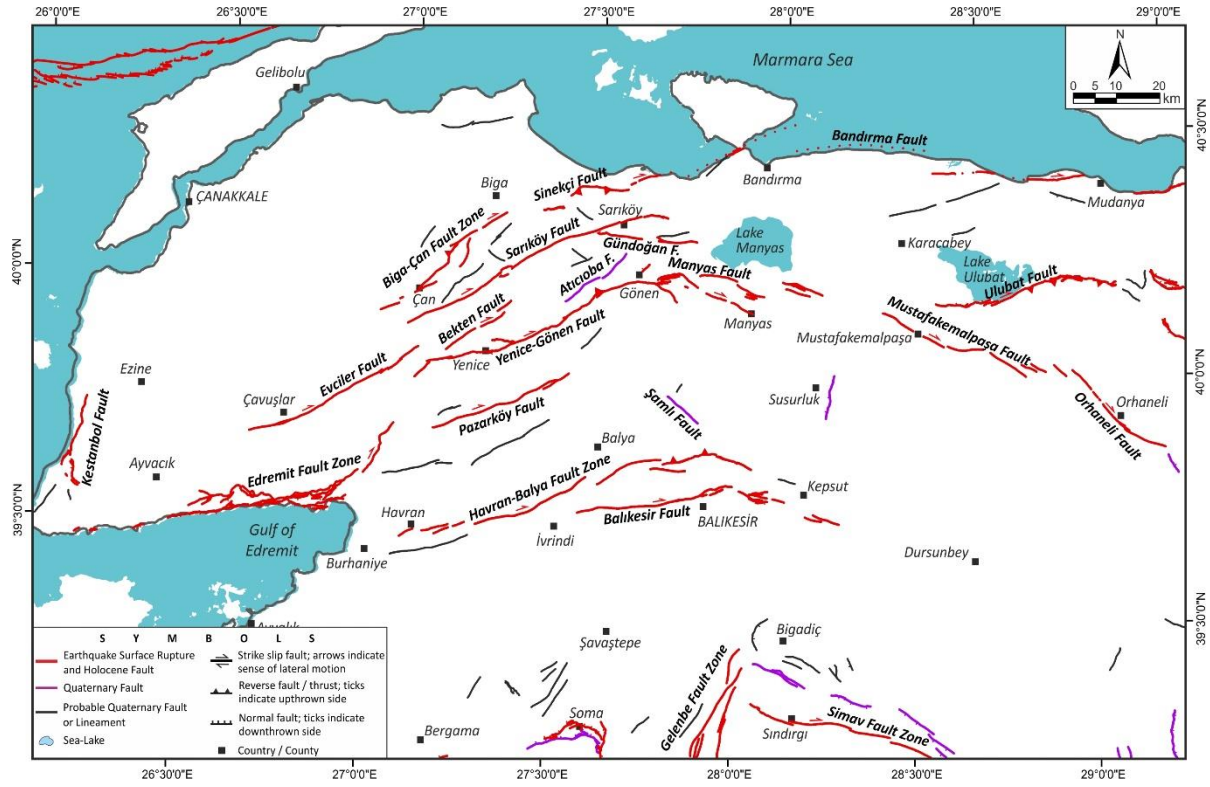 26°0'0"E 26°30'0"E 27°0'0"E 27°30'0"E 28°0'0"E 28°30'0"E 29°0'0"E
N
0 5 10 20
km
Marmara Sea
Gelibolu
40°30'0"N
40°30'0"N
Bandırma Fault
Bandırma
Biga
Sinekçi Fault
ÇANAKKALE
Mudanya
Sarıköy
Biga-Çan Fault Zone
Sarıköy Fault
Gündoğan F.
Lake
Manyas
Karacabey
40°0'0"N
Lake
Ulubat
Ulubat Fault
Atıcıoba F.
Manyas Fault
Çan
Gönen
Bekten Fault
Manyas
Mustafakemalpaşa
Mustafakemalpaşa Fault
Yenice-Gönen Fault
Yenice
Ezine
Evciler Fault
40°0'0"N
Susurluk
Çavuşlar
Orhaneli
Orhaneli Fault
Kestanbol Fault
Pazarköy Fault
Şamlı Fault
Balya
Edremit Fault Zone
Ayvacık
Havran-Balya Fault Zone
Kepsut
39°30'0"N
Havran
Balıkesir Fault
BALIKESİR
İvrindi
Gulf of
Edremit
Burhaniye
Dursunbey
39°30'0"N
Şavaştepe
Bigadiç
Gelenbe Fault Zone
Simav Fault Zone
Soma
Sındırgı
Bergama
S Y M B O L S
Earthquake Surface Rupture
and Holocene Fault
Quaternary Fault
Probable Quaternary Fault
or Lineament
Sea-Lake
Strike slip fault; arrows indicate
sense of lateral motion
Reverse fault / thrust; ticks
indicate upthrown side
Normal fault; ticks indicate
downthrown side
Country / County
26°30'0"E 27°0'0"E 27°30'0"E 28°0'0"E 28°30'0"E 29°0'0"E